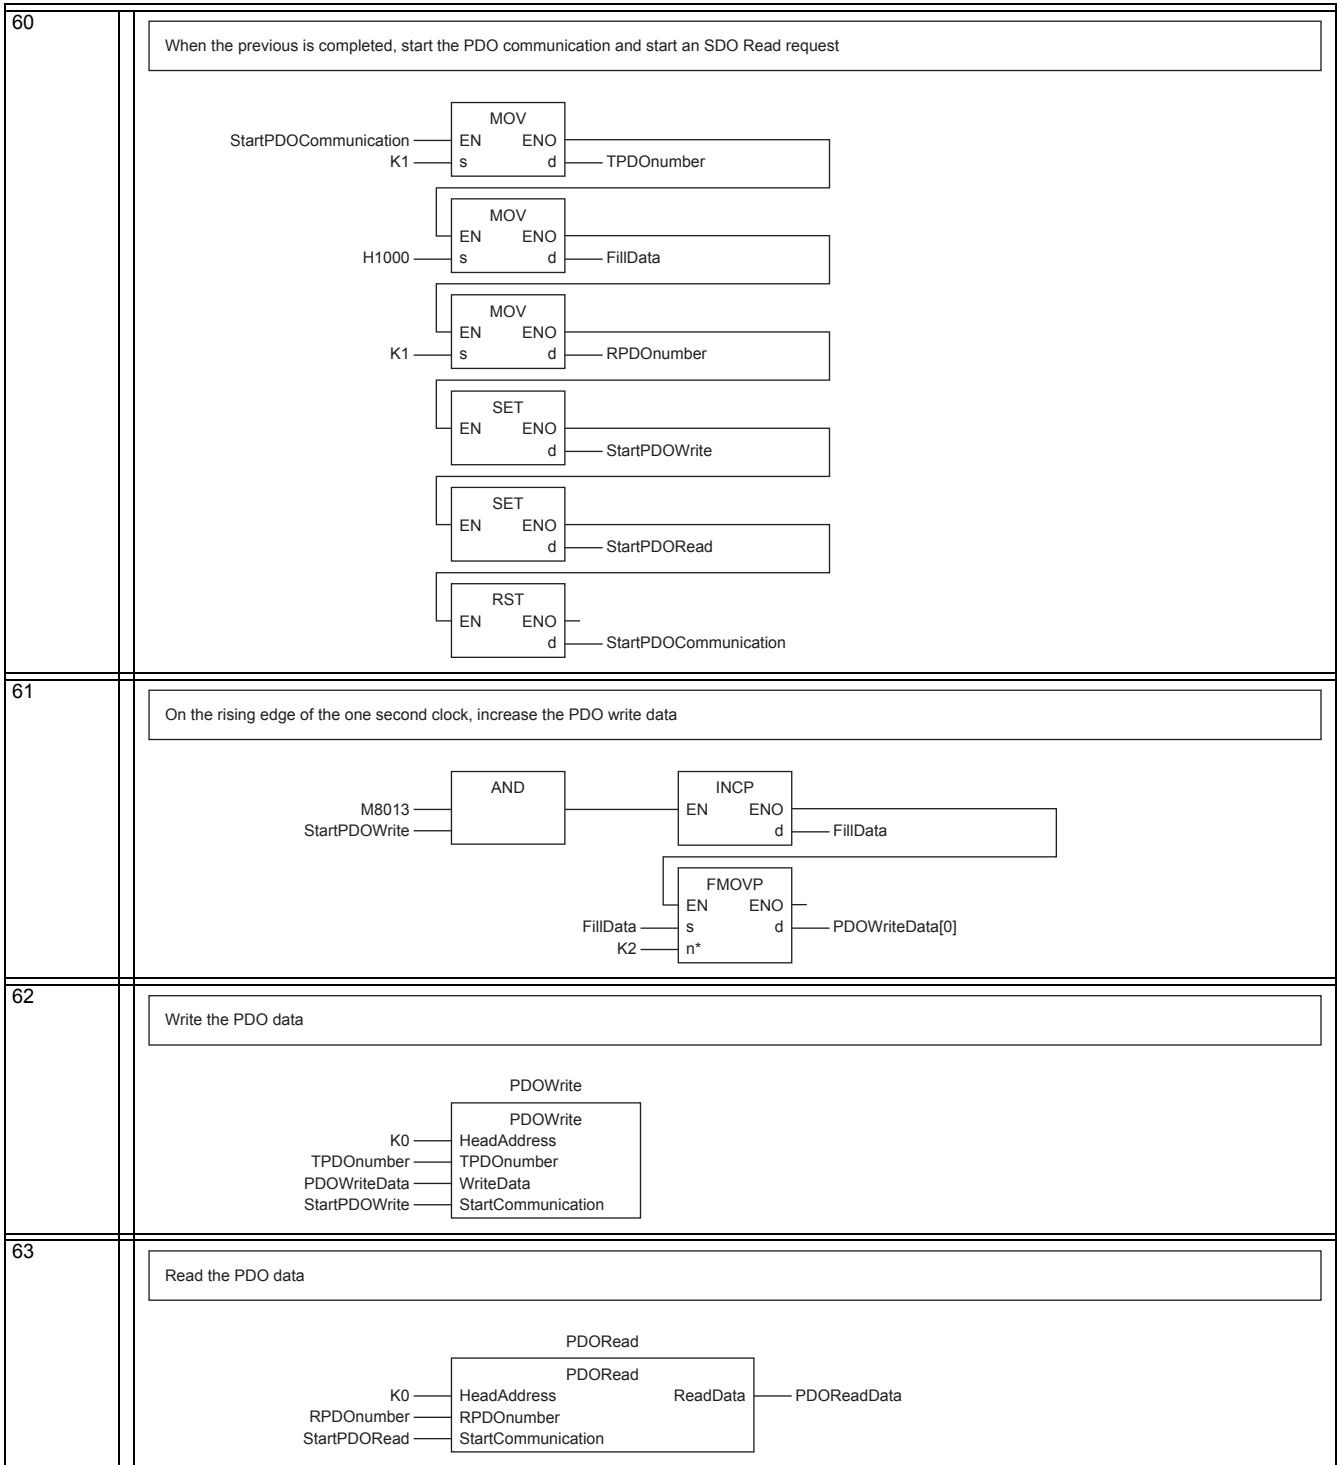 60
When the previous is completed, start the PDO communication and start an SDO Read request
MOV
StartPDOCommunication EN ENO
K1 s d TPDOnumber
MOV
EN ENO
H1000 s d FillData
MOV
EN ENO
K1 s d RPDOnumber
SET
EN ENO
d StartPDOWrite
SET
EN ENO
d StartPDORead
RST
EN ENO
d StartPDOCommunication
61
On the rising edge of the one second clock, increase the PDO write data
AND INCP
M8013 EN ENO
StartPDOWrite d FillData
FMOVP
EN ENO
FillData s d PDOWriteData[0]
K2 n*
62
Write the PDO data
PDOWrite
PDOWrite
K0 HeadAddress
TPDOnumber TPDOnumber
PDOWriteData WriteData
StartPDOWrite StartCommunication
63
Read the PDO data
PDORead
PDORead
K0 HeadAddress ReadData PDOReadData
RPDOnumber RPDOnumber
StartPDORead StartCommunication